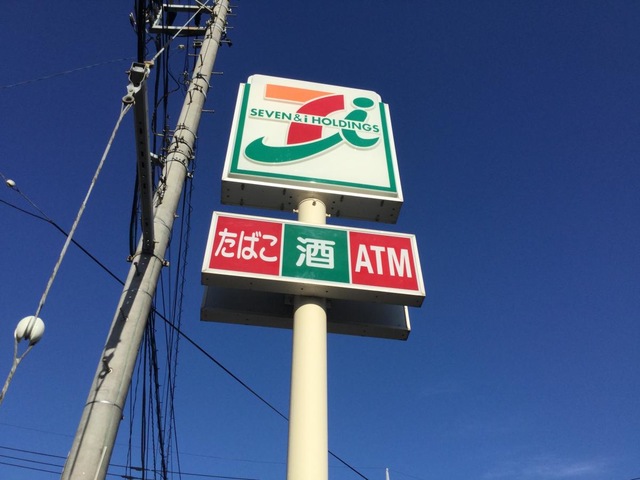 SEVEN & i HOLDINGS
たばこ 酒 ATM